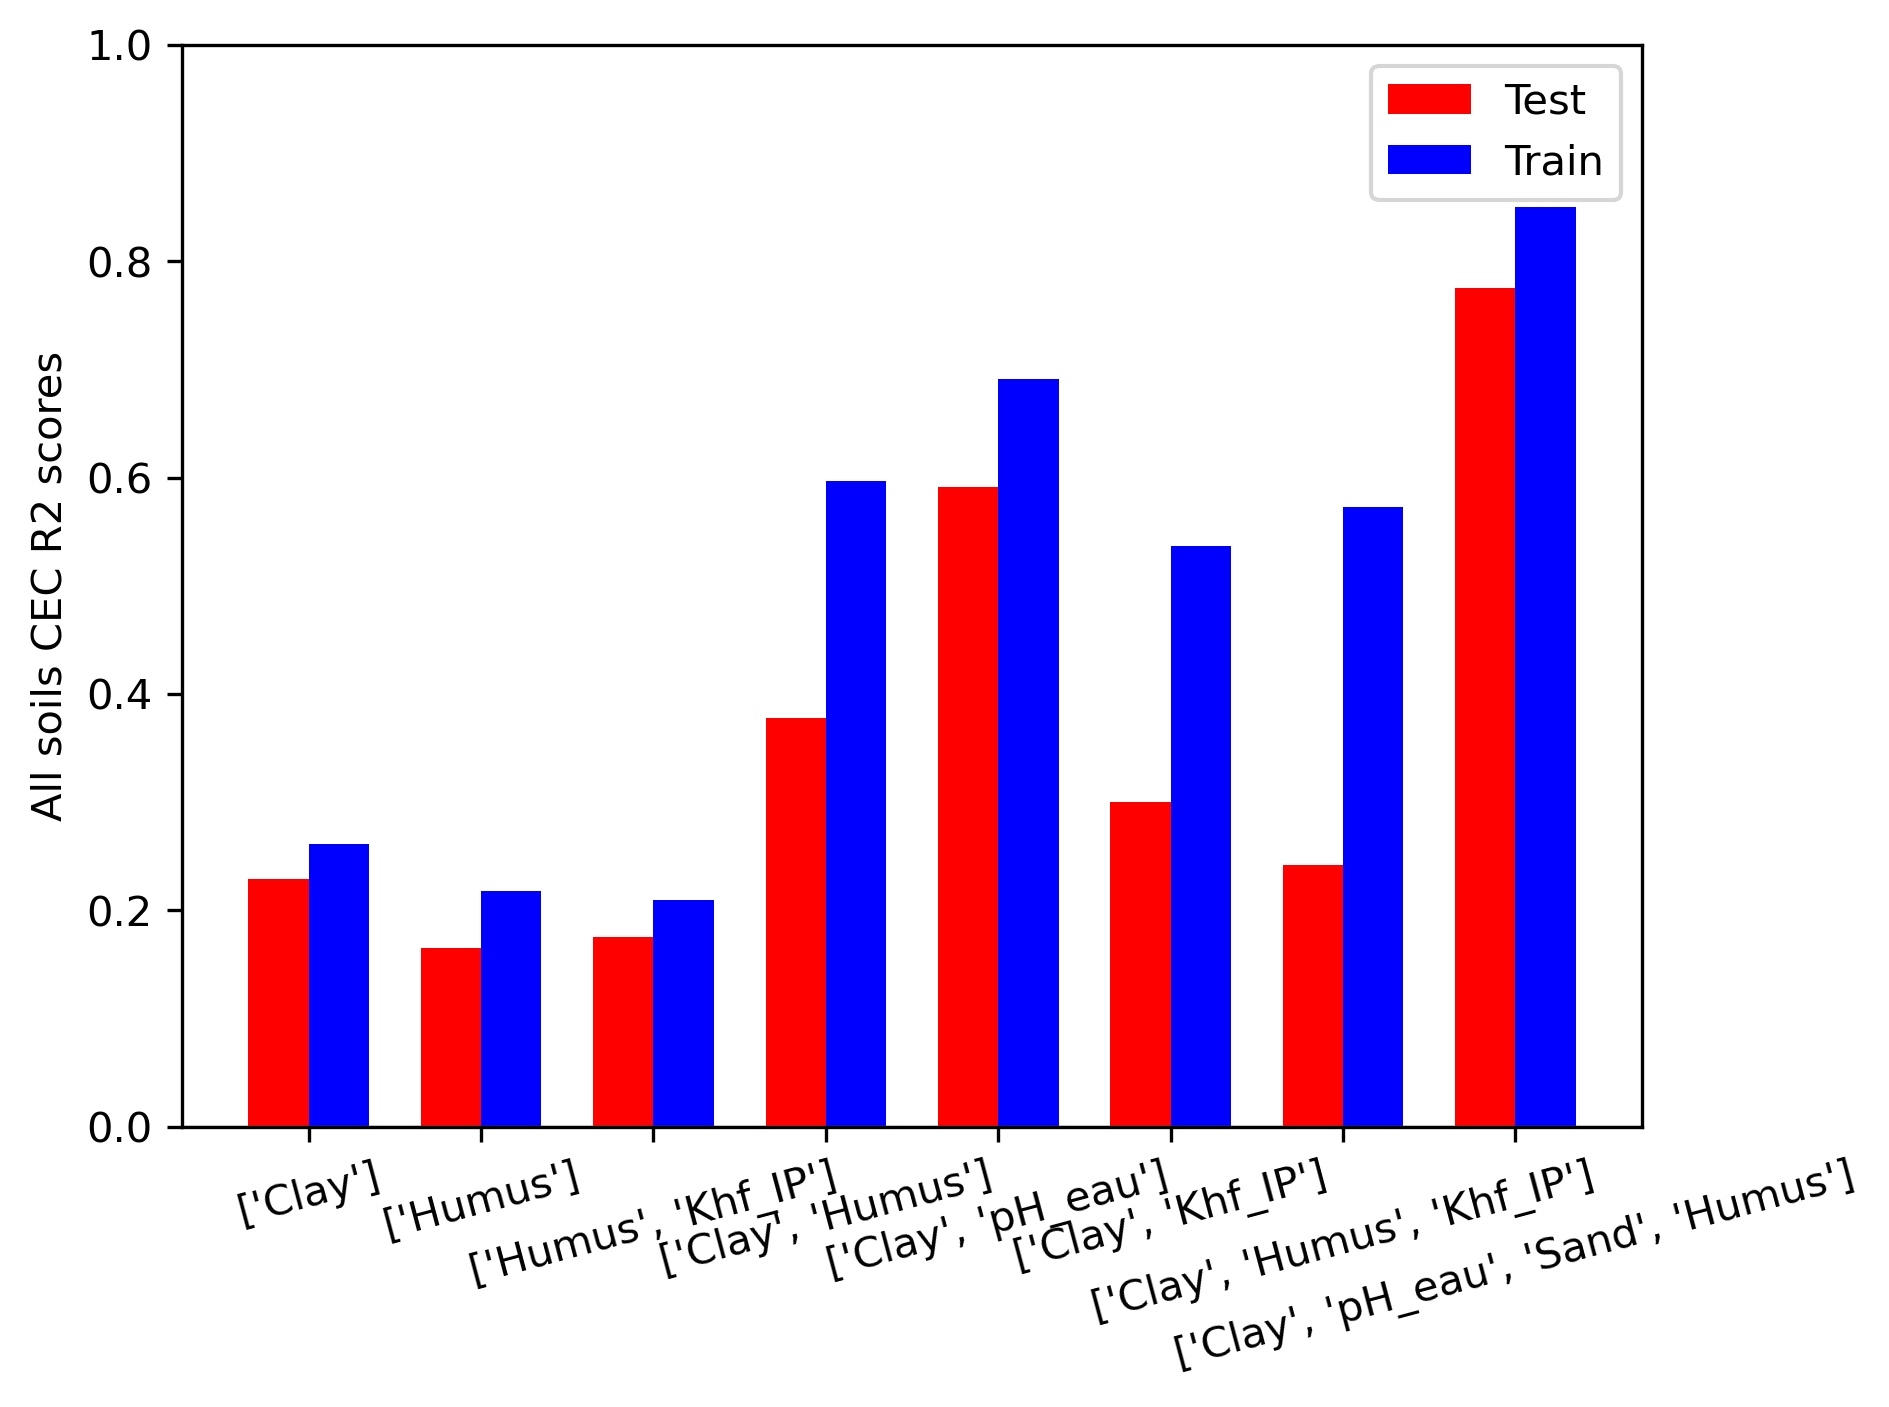 1.0
0.8
0.6
0.4
0.2
0.0
All soils CEC R2 scores
Test
Train
['Clay']
['Humus']
['Humus', 'Khf_IP']
['Clay', 'Humus']
['Clay', 'pH_eau']
['Clay', 'Khf_IP']
['Clay', 'Humus', 'Khf_IP']
['Clay', 'pH_eau', 'Sand', 'Humus']